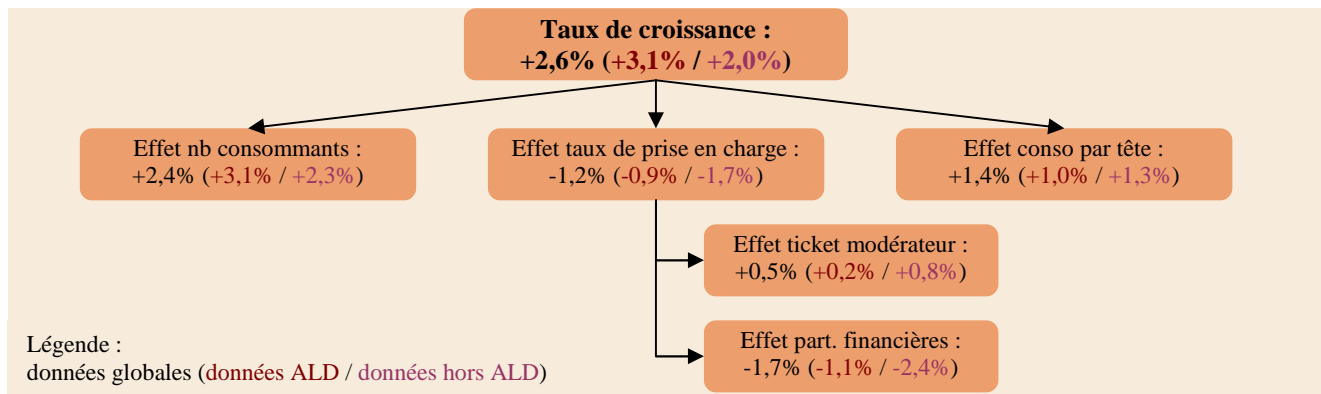 Taux de croissance :
+2,6% (+3,1% / +2,0%)
Effet nb consommants :
+2,4% (+3,1% / +2,3%)
Effet taux de prise en charge :
-1,2% (-0,9% / -1,7%)
Effet conso par tête :
+1,4% (+1,0% / +1,3%)
Effet ticket modérateur :
+0,5% (+0,2% / +0,8%)
Effet part. financières :
-1,7% (-1,1% / -2,4%)
Légende :
données globales (données ALD / données hors ALD)